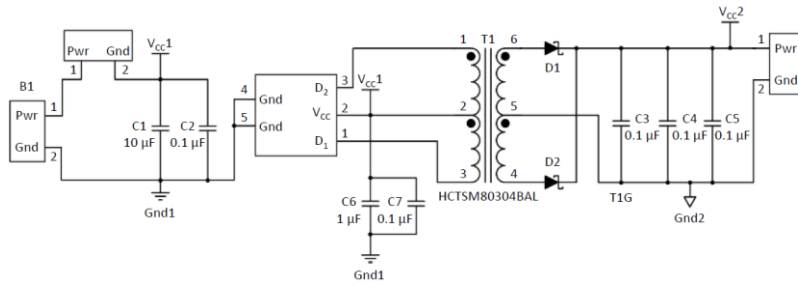 B1
Pwr
Gnd
1
2
Pwr
Gnd
1
2
VCC1
C1
10 µF
C2
0.1 µF
Gnd1
4
5
Gnd
Gnd
D2
VCC
D1
3
2
1
VCC1
C6
1 µF
C7
0.1 µF
Gnd1
T1
1
2
3
6
5
4
HCTSM80304BAL
D1
D2
T1G
C3
0.1 µF
C4
0.1 µF
C5
0.1 µF
Gnd2
VCC2
1
2
Pwr
Gnd